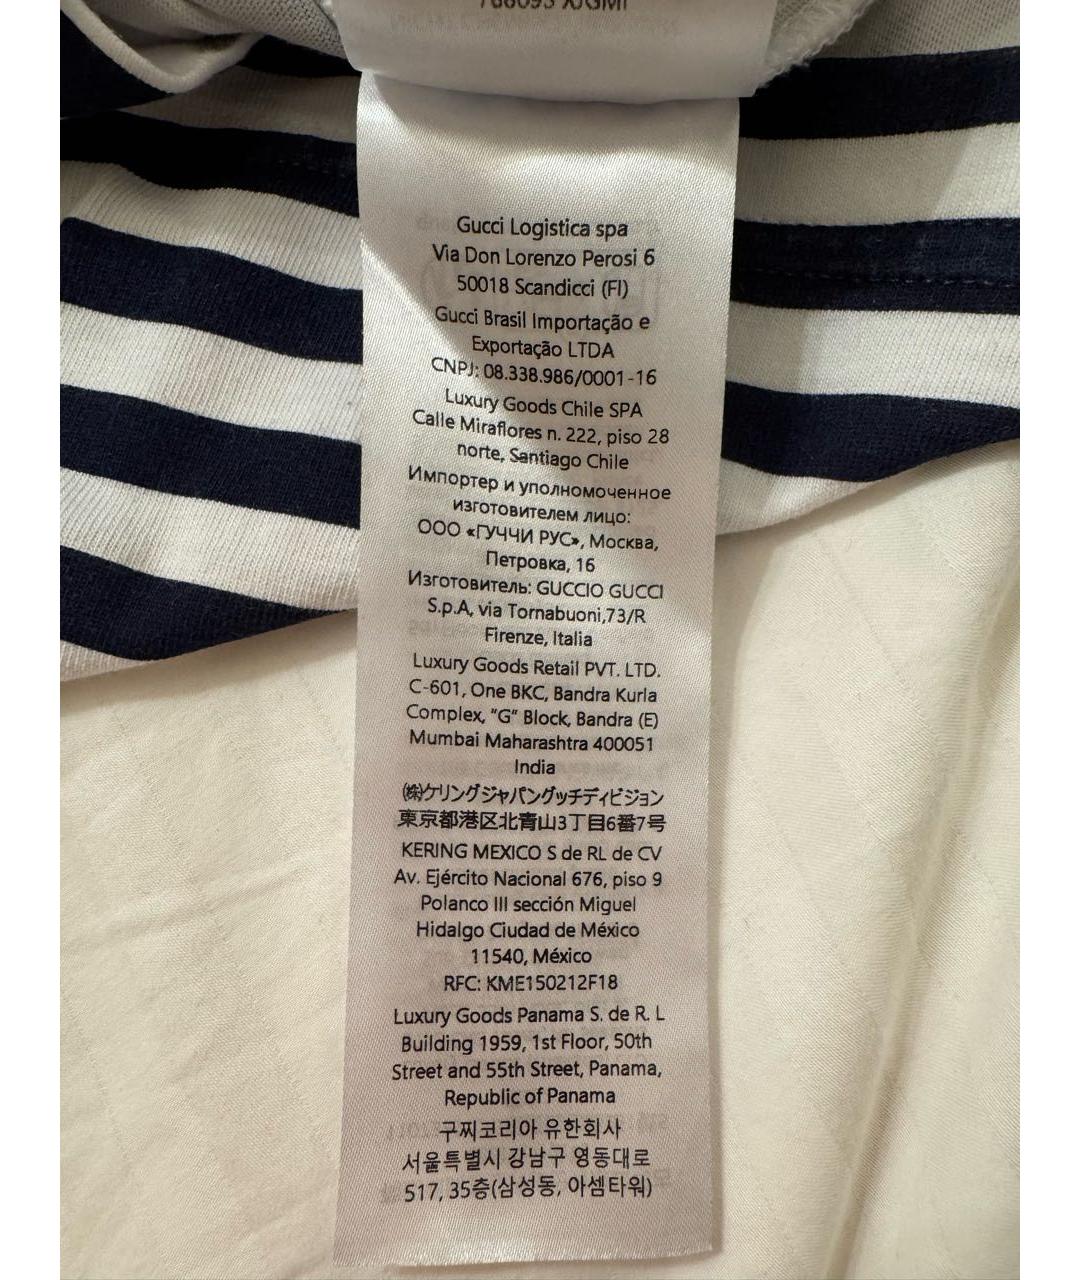 Gucci Logistica spa
Via Don Lorenzo Perosi 6
50018 Scandicci (FI)
Gucci Brasil Importação e
Exportação LTDA
CNPJ: 08.338.986/0001-16
Luxury Goods Chile SPA
Calle Miraflores n. 222, piso 28
norte, Santiago Chile
Импортер и уполномоченное
изготовителем лицо:
ООО «ГУЧЧИ РУС», Москва,
Петровка, 16
Изготовитель: GUCCIO GUCCI
S.p.A, via Tornabuoni,73/R
Firenze, Italia
Luxury Goods Retail PVT. LTD.
C-601, One BKC, Bandra Kurla
Complex, "G" Block, Bandra (E)
Mumbai Maharashtra 400051
India
㈱ケリングジャパングッチディビジョン
東京都港区北青山3丁目6番7号
KERING MEXICO S de RL de CV
Av. Ejército Nacional 676, piso 9
Polanco III sección Miguel
Hidalgo Ciudad de México
11540, México
RFC: KME150212F18
Luxury Goods Panama S. de R. L
Building 1959, 1st Floor, 50th
Street and 55th Street, Panama,
Republic of Panama
구찌코리아 유한회사
서울특별시 강남구 영동대로
517, 35층(삼성동, 아셈타워)